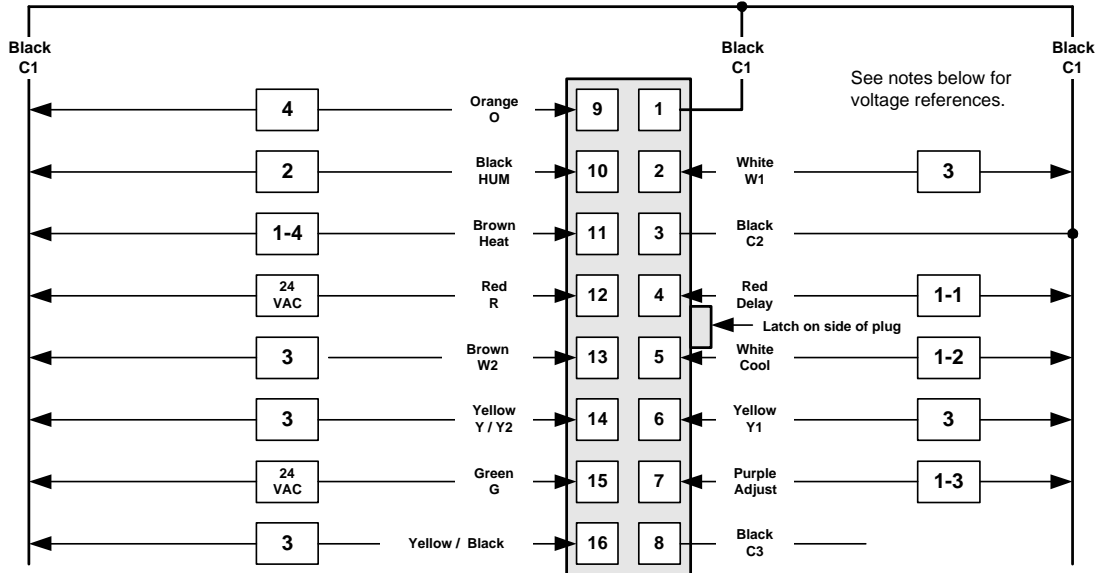 Black
C1
Black
C1
Black
C1
See notes below for
voltage references.
4
Orange
O
9
1
2
Black
HUM
10
2
White
W1
3
1-4
Brown
Heat
11
3
Black
C2
24
VAC
Red
R
12
4
Red
Delay
1-1
Latch on side of plug
3
Brown
W2
13
5
White
Cool
1-2
3
Yellow
Y / Y2
14
6
Yellow
Y1
3
24
VAC
Green
G
15
7
Purple
Adjust
1-3
3
Yellow / Black
16
8
Black
C3